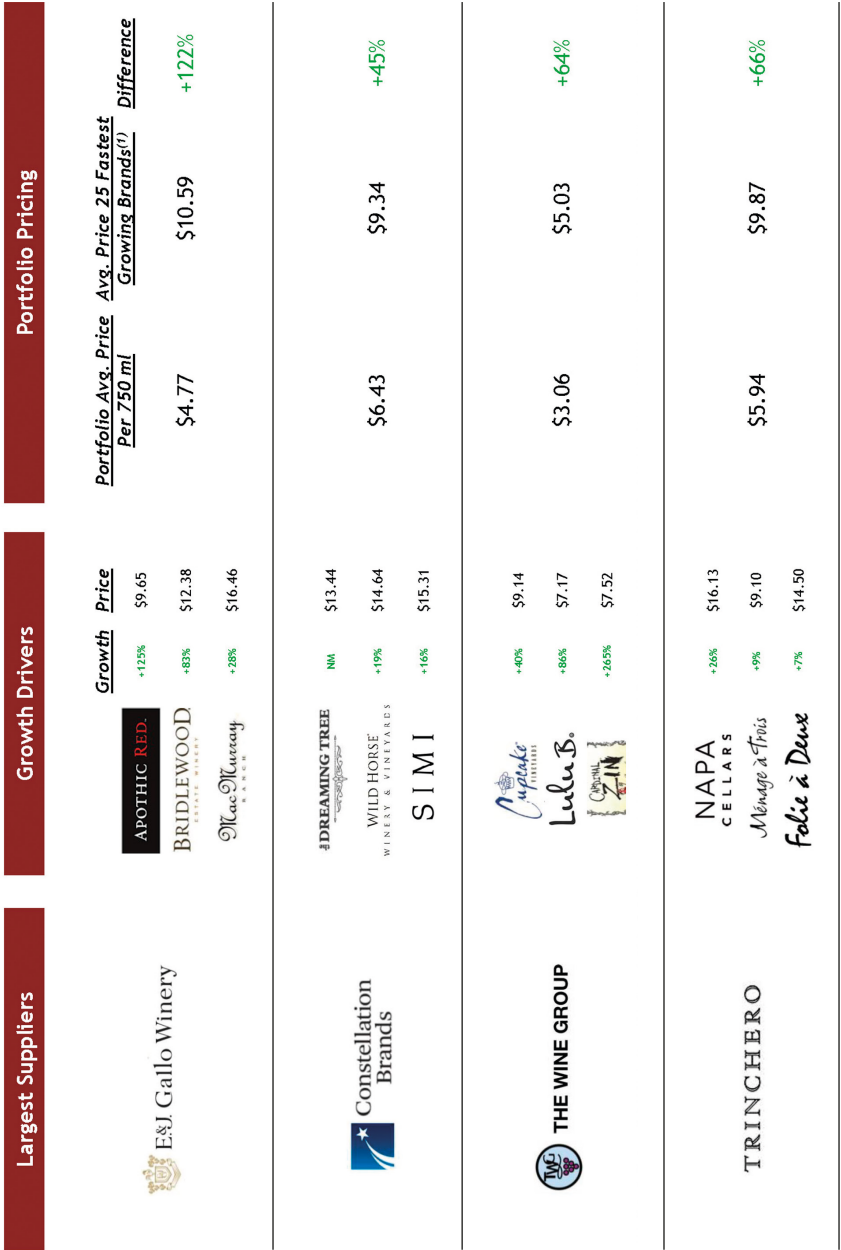 Largest Suppliers
Growth Drivers
Portfolio Pricing
Growth
Price
Portfolio Avg. Price
Per 750 ml
Avg. Price 25 Fastest
Growing Brands(1)
Difference
E&J. Gallo Winery
APOTHIC RED.
+125%
$9.65
BRIDLEWOOD
ESTATE WINERY
+83%
$12.38
MacMurray
RANCH
+28%
$16.46
$4.77
$10.59
+122%
Constellation
Brands
THE DREAMING TREE
NM
$13.44
WILD HORSE
WINERY & VINEYARDS
+19%
$14.64
SIMI
+16%
$15.31
$6.43
$9.34
+45%
TWG
THE WINE GROUP
Cupcake
VINEYARDS
+40%
$9.14
Lulu B.
+86%
$7.17
CARDINAL
ZIN
+265%
$7.52
$3.06
$5.03
+64%
TRINCHERO
NAPA
CELLARS
+26%
$16.13
Ménage à Trois
+9%
$9.10
Folie à Deux
+7%
$14.50
$5.94
$9.87
+66%